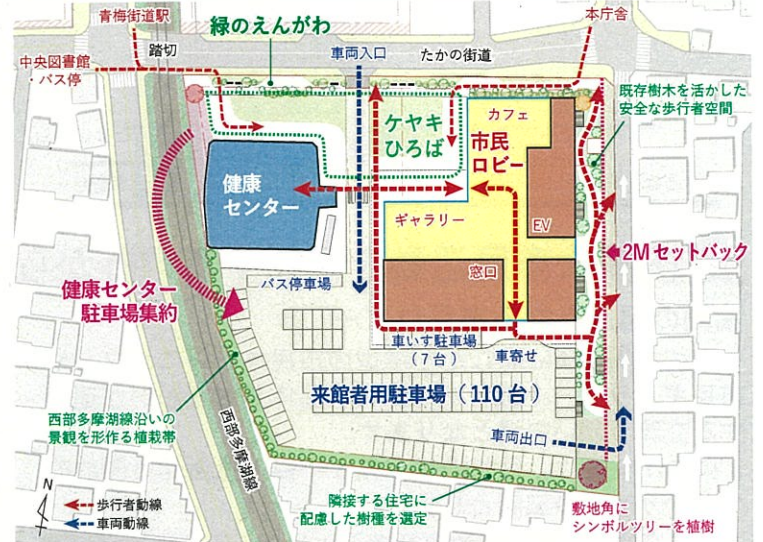 青梅街道駅
本庁舎
緑のえんがわ
車両入口
たかの街道
踏切
中央図書館
・バス停
既存樹木を活かした
安全な歩行者空間
カフェ
ケヤキ
ひろば
市民
ロビー
健康
センター
ギャラリー
EV
2Mセットバック
窓口
バス停車場
健康センター
駐車場集約
車いす駐車場
（7台）
車寄せ
来館者用駐車場（110台）
西部多摩湖線沿いの
景観を形作る植栽帯
西部多摩湖線
車両出口
N
歩行者動線
車両動線
隣接する住宅に
配慮した樹種を選定
敷地角に
シンボルツリーを植樹